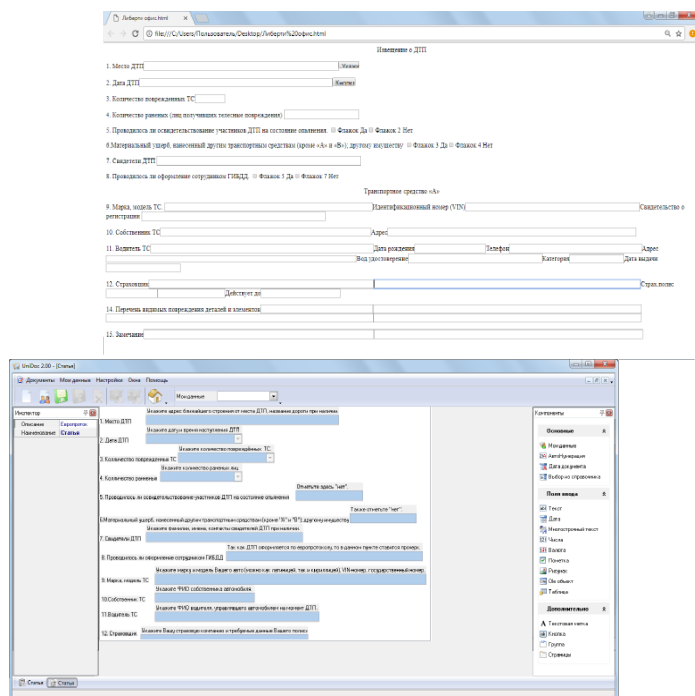 Либерти офис.html
file:///C:/Users/Пользователь/Desktop/Либерти%20офис.html
Извещение о ДТП
1. Место ДТП
2. Дата ДТП Кнопка
3. Количество поврежденных ТС
4. Количество раненых (лиц получивших телесные повреждения)
5. Проводилось ли освидетельствование участников ДТП на состояние опьянения. Флажок Да Флажок 2 Нет
6.Материальный ущерб, нанесенный другим транспортным средствам (кроме «А» и «В»), другому имуществу Флажок 3 Да Флажок 4 Нет
7. Свидетели ДТП
8. Проводилось ли оформление сотрудником ГИБДД. Флажок 5 Да Флажок 7 Нет
Транспортное средство «А»
9. Марка, модель ТС. Идентификационный номер (VIN) Свидетельство о
регистрации
10. Собственник ТС Адрес
11. Водитель ТС Дата рождения Телефон Адрес
Вод удостоверение Категория Дата выдачи
12. Страховщик Страх.полис
Действует до
14. Перечень видимых повреждения деталей и элементов
15. Замечание
UniDoc 2.00 - [Статья]
Документы Мои данные Настройки Окна Помощь
Мои данные
Инспектор
Описание Европроток
Наименование Статья
Укажите адрес ближайшего строения от места ДТП, название дороги при наличии
1. Место ДТП
Укажите дату и время наступления ДТП
2. Дата ДТП
Укажите количество повреждённых ТС
3. Количество поврежденных ТС
Укажите количество раненых лиц
4. Количество раненых
Отметьте здесь "нет".
5. Проводилось ли освидетельствование участников ДТП на состояние опьянения
Также отметьте "нет".
6.Материальный ущерб, нанесенный другим транспортным средствам (кроме "А" и "В"), другому имуществу
Укажите фамилии, имена, контакты свидетелей ДТП при наличии.
7. Свидетели ДТП
Так как ДТП оформляется по европротоколу, то в данном пункте ставится прочерк.
8. Проводилось ли оформление сотрудником ГИБДД
Укажите марку и модель Вашего авто (можно как латиницей, так и кириллицей), VIN-номер, государственный номер.
9. Марка, модель ТС
Укажите ФИО собственника автомобиля.
10.Собственник ТС
Укажите ФИО водителя, управлявшего автомобилем на момент ДТП.
11.Водитель ТС
Укажите Вашу страховую компанию и требуемые данные Вашего полиса.
12. Страховщик
Компоненты
Основные
Мои данные
АвтоНумерация
Дата документа
Выбор из справочника
Поля ввода
Текст
Дата
Многострочный текст
Число
Валюта
Пометка
Рисунок
Ole объект
Таблица
Дополнительно
Текстовая метка
Кнопка
Группа
Страницы
Статья Статья